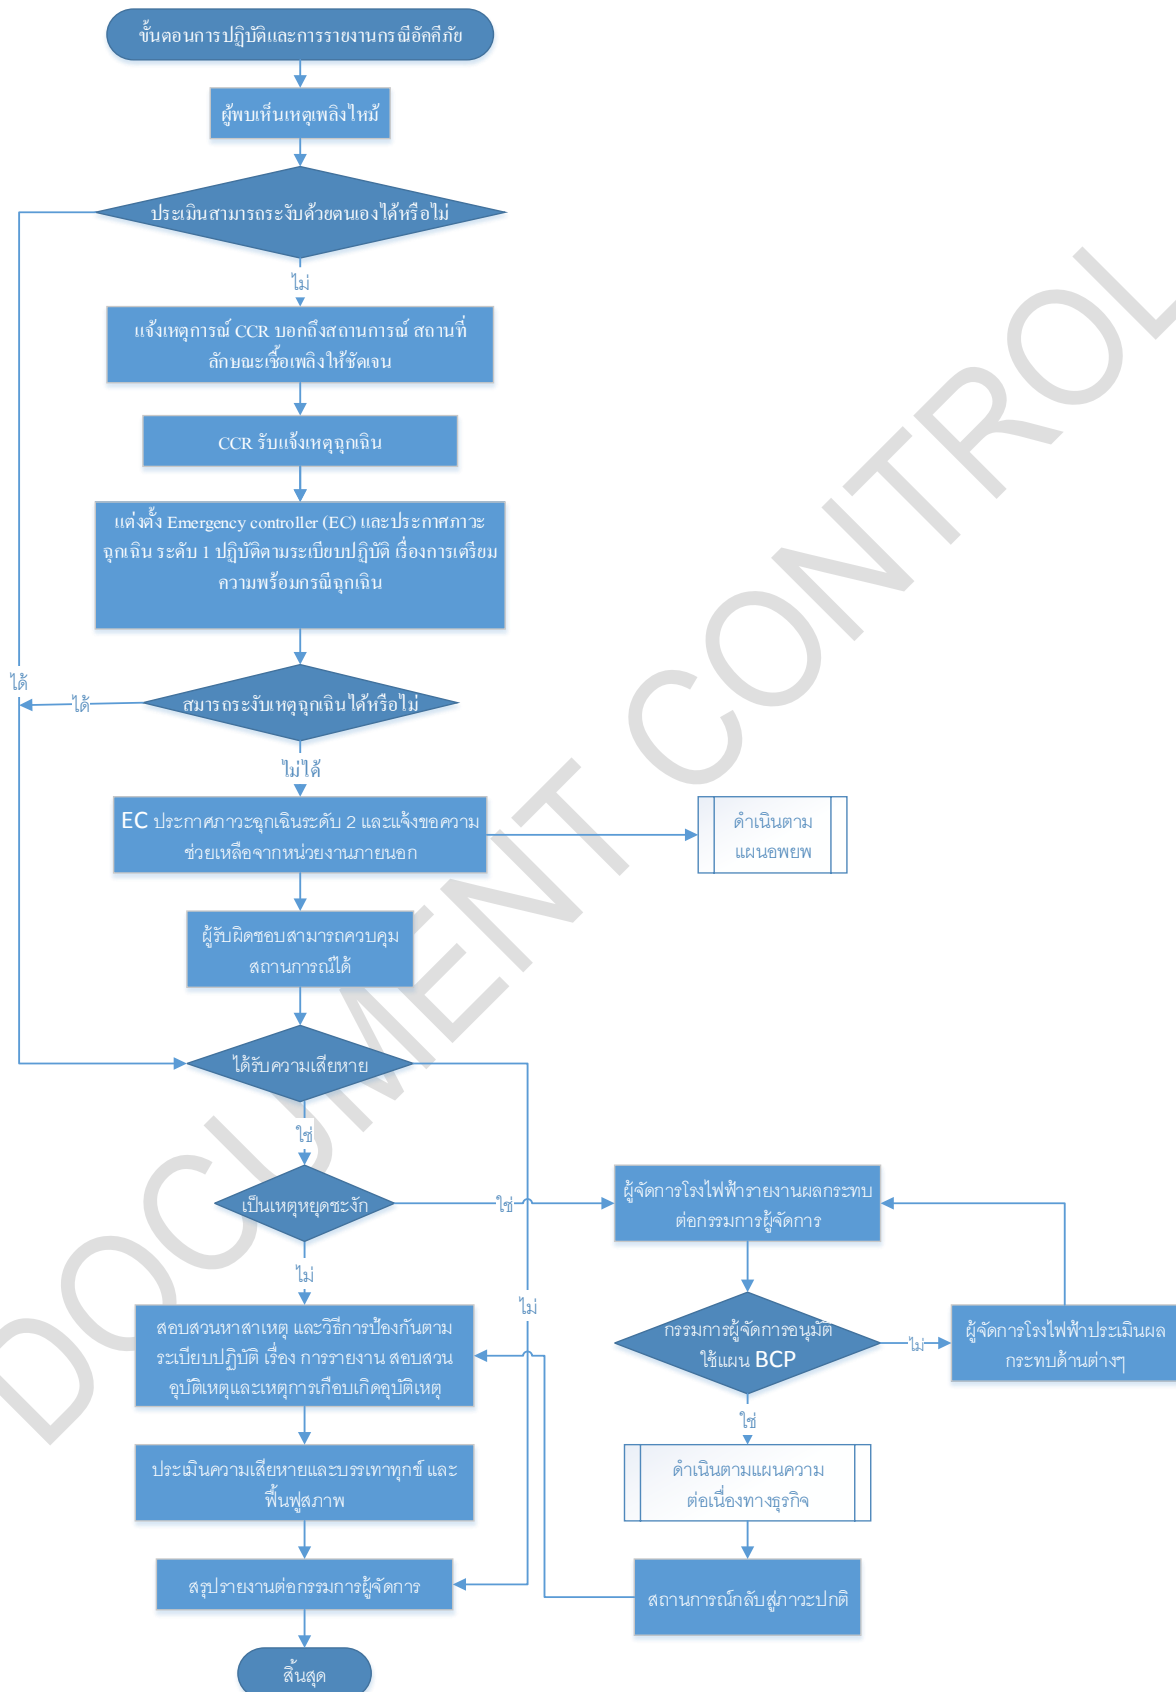 ขั้นตอนการปฏิบัติและการรายงานกรณีอัคคีภัย
ผู้พบเห็นเหตุเพลิงไหม้
ประเมินสามารถระงับด้วยตนเองได้หรือไม่
ไม่
แจ้งเหตุการณ์ CCR บอกถึงสถานการณ์ สถานที่
ลักษณะเชื้อเพลิงให้ชัดเจน
CCR รับแจ้งเหตุฉุกเฉิน
แต่งตั้ง Emergency controller (EC) และประกาศภาวะ
ฉุกเฉิน ระดับ 1 ปฏิบัติตามระเบียบปฏิบัติ เรื่องการเตรียม
ความพร้อมกรณีฉุกเฉิน
ได้
ได้
สมารถระงับเหตุฉุกเฉินได้หรือไม่
ไม่ได้
EC ประกาศภาวะฉุกเฉินระดับ 2 และแจ้งขอความ
ช่วยเหลือจากหน่วยงานภายนอก
ดำเนินตาม
แผนอพยพ
ผู้รับผิดชอบสามารถควบคุม
สถานการณ์ได้
ได้รับความเสียหาย
ใช่
เป็นเหตุหยุดชะงัก
ใช่
ผู้จัดการโรงไฟฟ้ารายงานผลกระทบ
ต่อกรรมการผู้จัดการ
ไม่
ไม่
สอบสวนหาสาเหตุ และวิธีการป้องกันตาม
ระเบียบปฏิบัติ เรื่อง การรายงาน สอบสวน
อุบัติเหตุและเหตุการเกือบเกิดอุบัติเหตุ
กรรมการผู้จัดการอนุมัติ
ใช้แผน BCP
ไม่
ผู้จัดการโรงไฟฟ้าประเมินผล
กระทบด้านต่างๆ
ใช่
ประเมินความเสียหายและบรรเทาทุกข์ และ
ฟื้นฟูสภาพ
ดำเนินตามแผนความ
ต่อเนื่องทางธุรกิจ
สรุปรายงานต่อกรรมการผู้จัดการ
สถานการณ์กลับสู่ภาวะปกติ
สิ้นสุด
DOCUMENT CONTROL